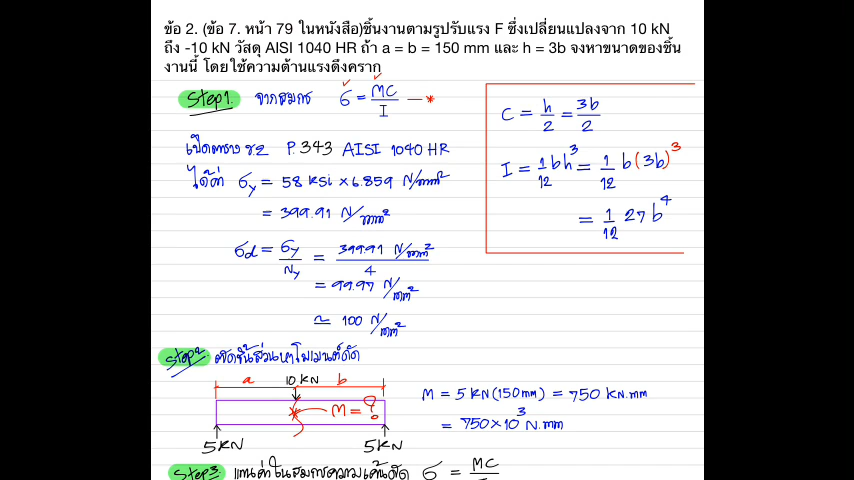 ข้อ 2. (ข้อ 7. หน้า 79 ในหนังสือ)ชิ้นงานตามรูปรับแรง F ซึ่งเปลี่ยนแปลงจาก 10 kN
ถึง -10 kN วัสดุ AISI 1040 HR ถ้า a = b = 150 mm และ h = 3b จงหาขนาดของชิ้น
งานนี้ โดยใช้ความต้านแรงดึงคราก
Step1. จากสมการ σ = MC/I —*
เปิดตาราง ข.2 P.343 AISI 1040 HR
ได้ค่า σy = 58 ksi × 6.859 N/mm²
= 399.91 N/mm²
σd = σy/Ny = 399.91 N/mm²/4
= 99.97 N/mm²
≃ 100 N/mm²
C = h/2 = 3b/2
I = 1/12 bh³ = 1/12 b(3b)³
= 1/12 27b⁴
Step2 ตัดชิ้นส่วนหาโมเมนต์ดัด
a 10 KN b
M = ?
5KN 5KN
M = 5 KN(150mm) = 750 KN.mm
= 750×10³ N.mm
Step3: แทนค่าในสมการความเค้นดัด σ = MC/I